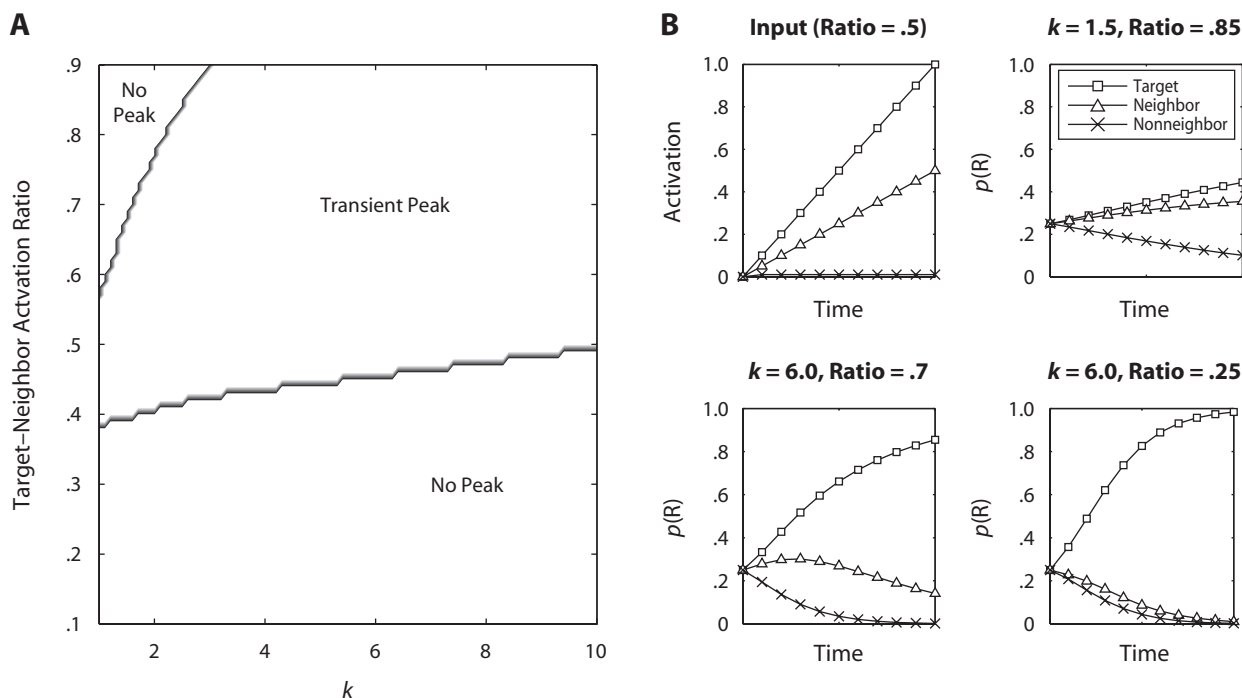 A
Target–Neighbor Actvation Ratio
.9
.8
.7
.6
.5
.4
.3
.2
.1
No
Peak
Transient Peak
No Peak
2 4 6 8 10
k
B
Input (Ratio = .5)
Activation
1.0
.8
.6
.4
.2
0
Time
k = 1.5, Ratio = .85
p(R)
1.0
.8
.6
.4
.2
0
Target
Neighbor
Nonneighbor
Time
k = 6.0, Ratio = .7
p(R)
1.0
.8
.6
.4
.2
0
Time
k = 6.0, Ratio = .25
p(R)
1.0
.8
.6
.4
.2
0
Time